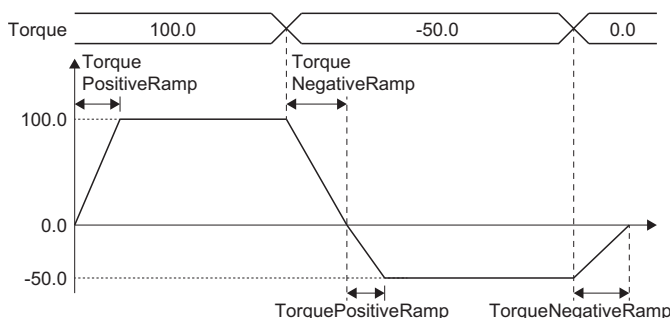 Torque 100.0 -50.0 0.0
Torque
PositiveRamp
Torque
NegativeRamp
100.0
0.0
-50.0
TorquePositiveRamp TorqueNegativeRamp